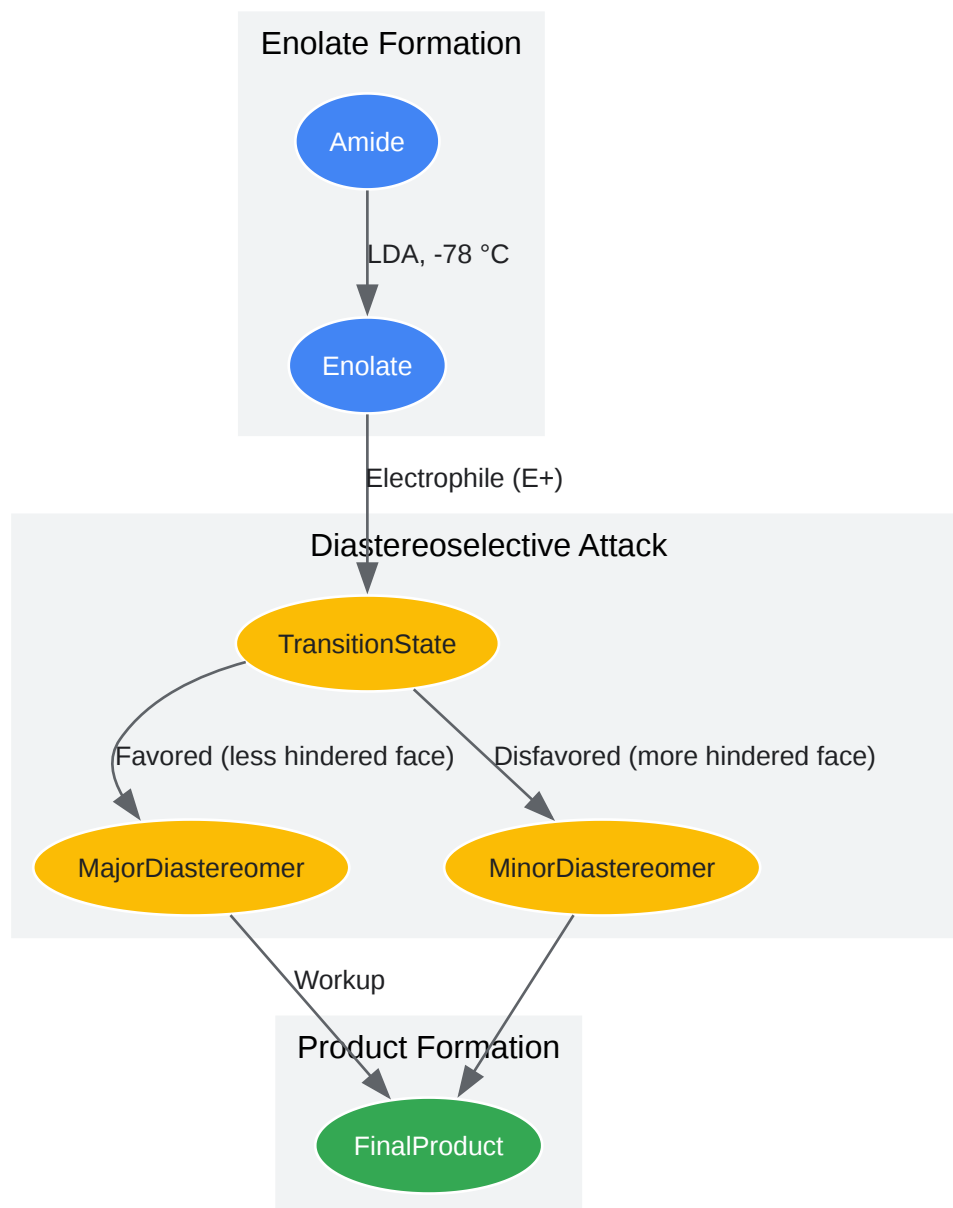 Enolate Formation
Amide
LDA, -78 °C
Enolate
Electrophile (E+)
Diastereoselective Attack
TransitionState
Favored (less hindered face)
Disfavored (more hindered face)
MajorDiastereomer
MinorDiastereomer
Workup
Product Formation
FinalProduct